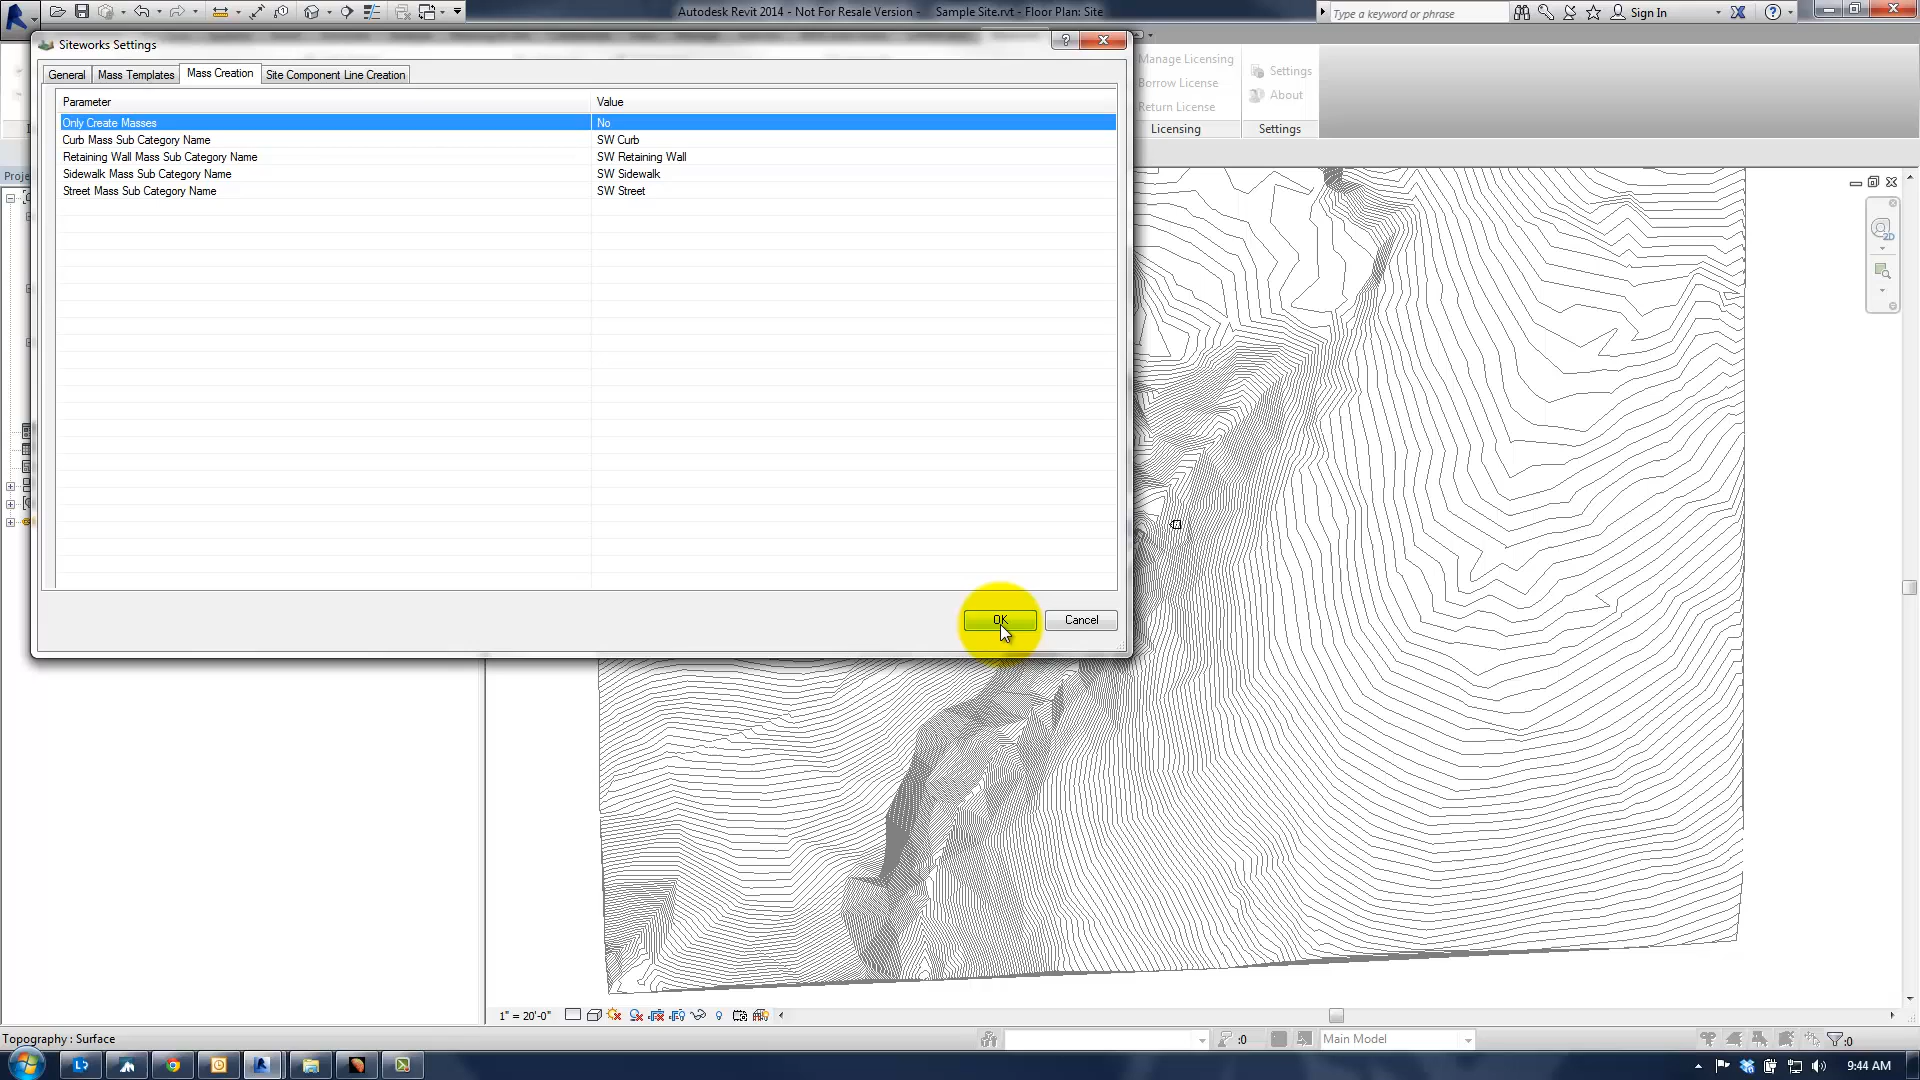 Autodesk Revit 2014 - Not For Resale Version - Sample Site.rvt - Floor Plan: Site
Type a keyword or phrase
Sign In
Siteworks Settings
General
Mass Templates
Mass Creation
Site Component Line Creation
Parameter Value
Only Create Masses No
Curb Mass Sub Category Name SW Curb
Retaining Wall Mass Sub Category Name SW Retaining Wall
Sidewalk Mass Sub Category Name SW Sidewalk
Street Mass Sub Category Name SW Street
OK
Cancel
Manage Licensing
Borrow License
Return License
Licensing
Settings
About
Settings
Proje
2D
1" = 20'-0"
Topography : Surface
:0
Main Model
:0
9:44 AM